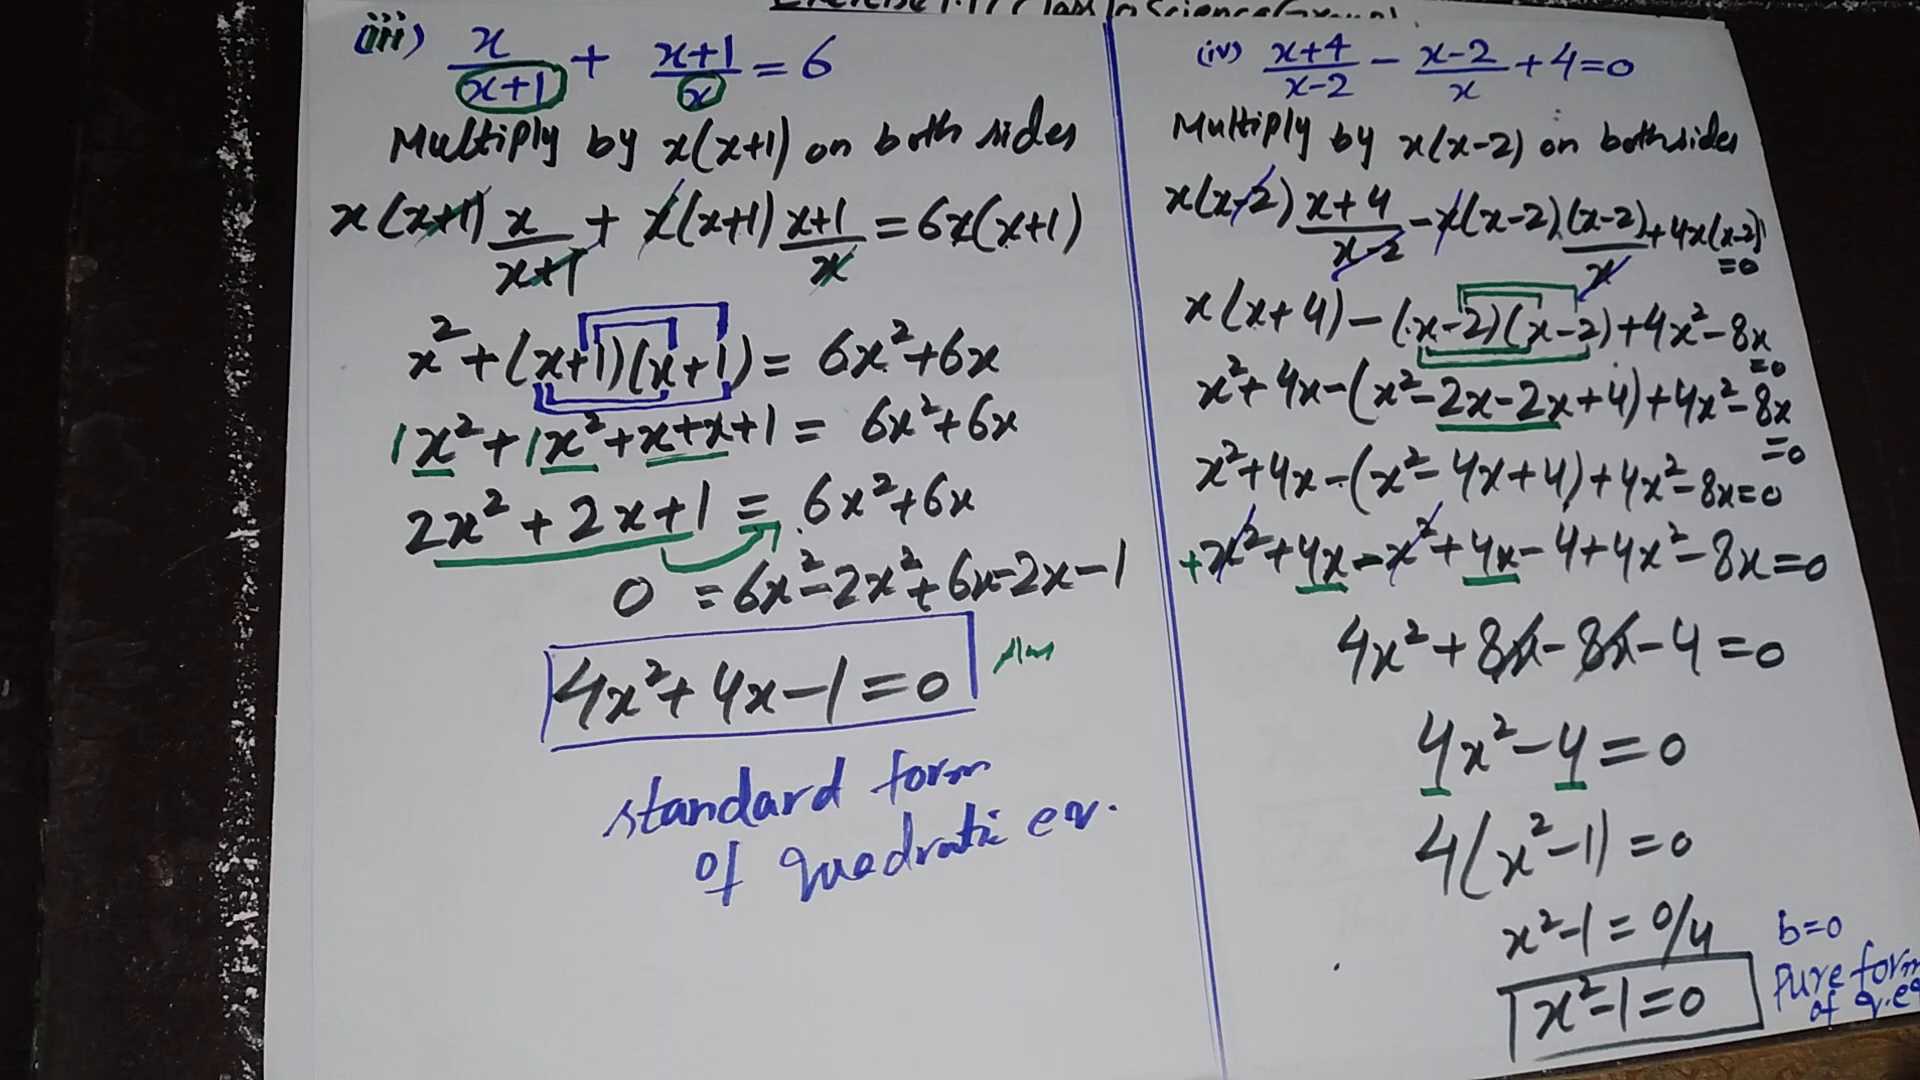 (iii) x/(x+1) + (x+1)/x = 6
Multiply by x(x+1) on both sides
x(x+1) x/(x+1) + x(x+1) (x+1)/x = 6x(x+1)
x² + (x+1)(x+1) = 6x²+6x
1x² + 1x² + x+x+1 = 6x²+6x
2x² + 2x+1 = 6x²+6x
0 = 6x²-2x²+6x-2x-1
4x²+4x-1=0 Ans
standard form
of quadratic eq.
(iv) (x+4)/(x-2) - (x-2)/x + 4=0
Multiply by x(x-2) on both sides
x(x-2) (x+4)/(x-2) - x(x-2).(x-2)/x + 4x(x-2)
=0
x(x+4) - (x-2)(x-2)+4x²-8x
=0
x²+4x-(x²-2x-2x+4)+4x²-8x
=0
x²+4x-(x²-4x+4)+4x²-8x=0
+x²+4x-x²+4x-4+4x²-8x=0
4x²+8x-8x-4=0
4x²-4=0
4(x²-1)=0
x²-1=0/4
x²-1=0
b=0
Pure form
of q.eq